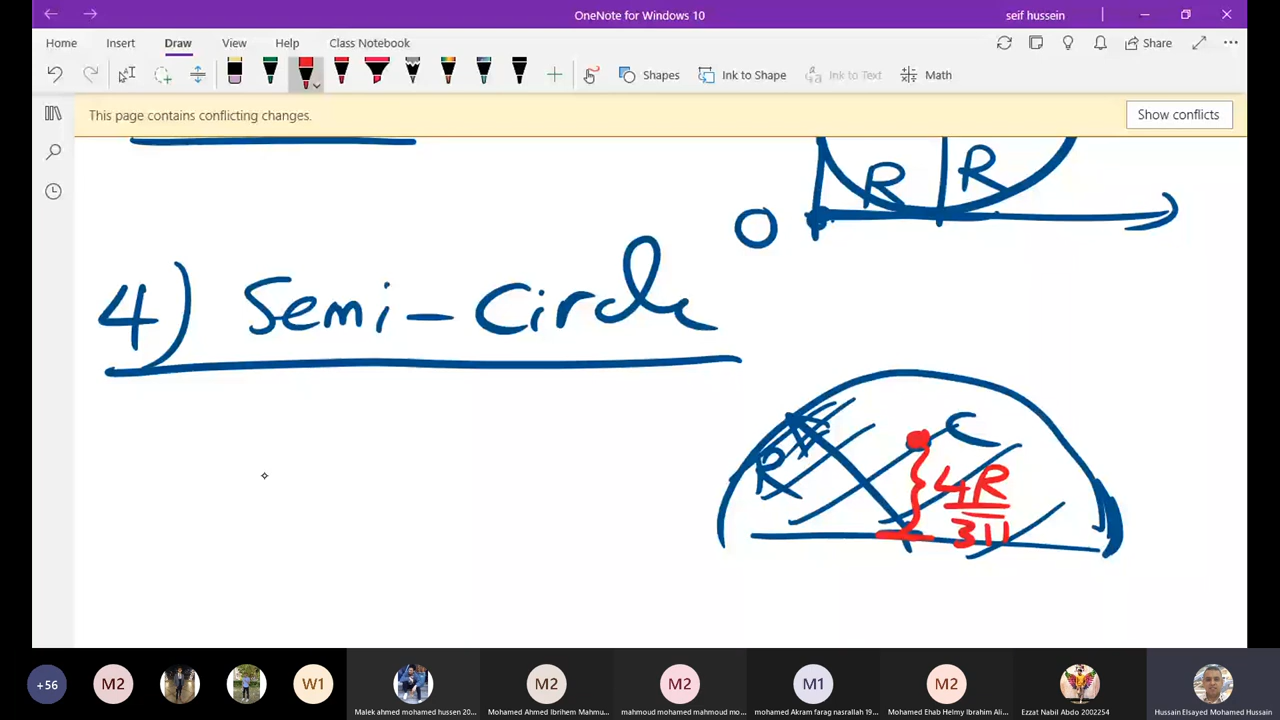 OneNote for Windows 10
seif hussein
Home Insert Draw View Help Class Notebook
Share
Shapes Ink to Shape Ink to Text Math
This page contains conflicting changes.
Show conflicts
R R
O
4) Semi-Circle
C
R
4R
3π
+56 M2 W1 M2 M2 M1 M2
Malek ahmed mohamed hussen 20... Mohamed Ahmed Ibrihem Mahmu... mahmoud mohamed mahmoud mo... mohamed Akram farag nasrallah 19... Mohamed Ehab Helmy Ibrahim Ali... Ezzat Nabil Abdo 2002254 Hussain Elsayed Mohamed Hussain